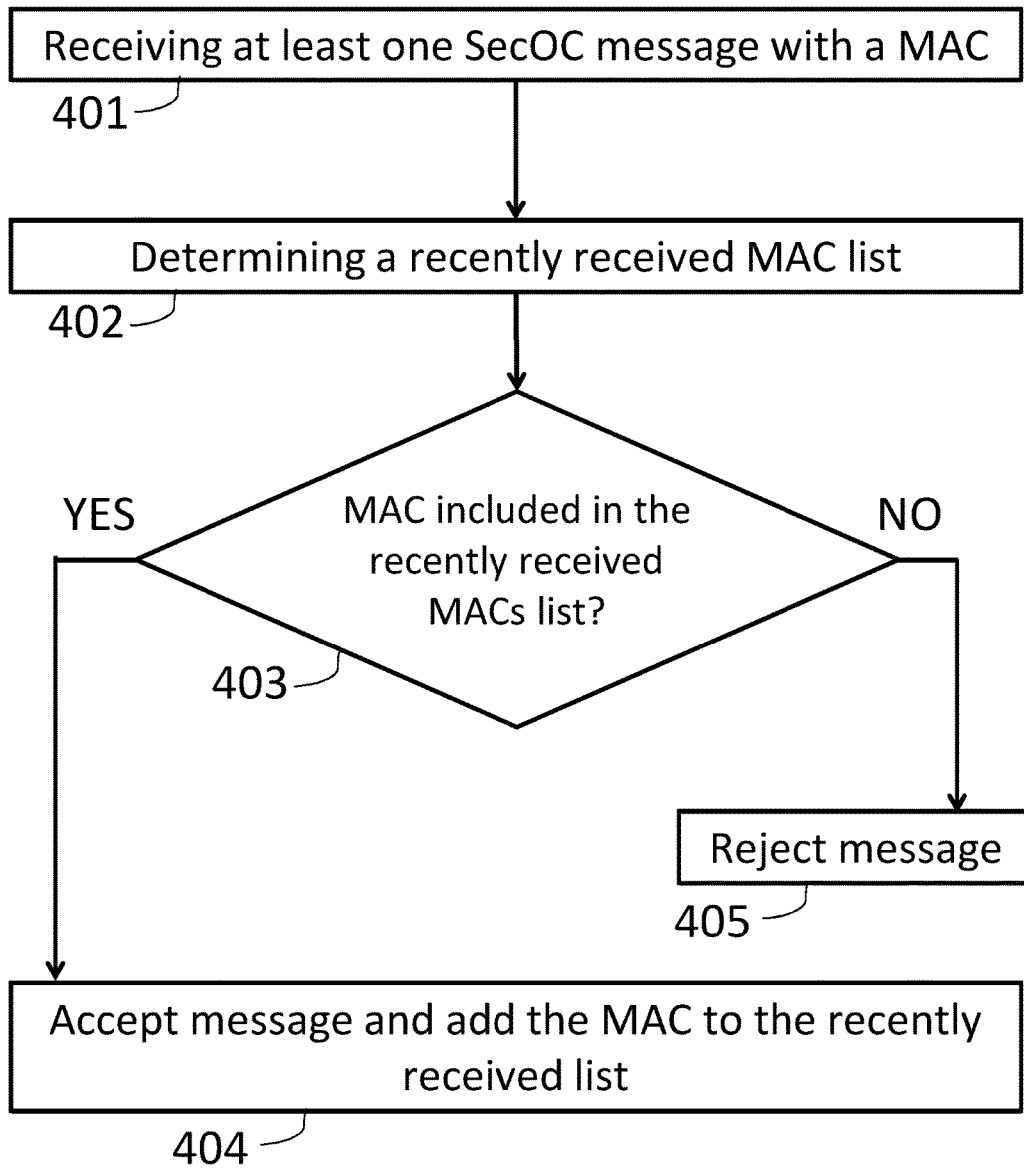 Receiving at least one SecOC message with a MAC
401
Determining a recently received MAC list
402
YES
MAC included in the
recently received
MACs list?
NO
403
Reject message
405
Accept message and add the MAC to the recently
received list
404